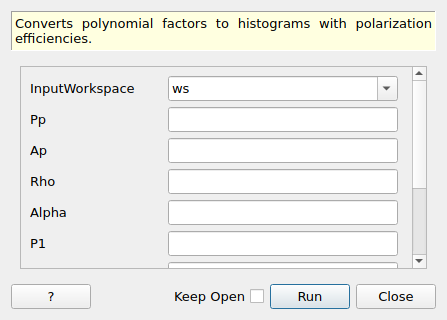 Converts polynomial factors to histograms with polarization
efficiencies.
InputWorkspace ws
Pp
Ap
Rho
Alpha
P1
? Keep Open Run Close